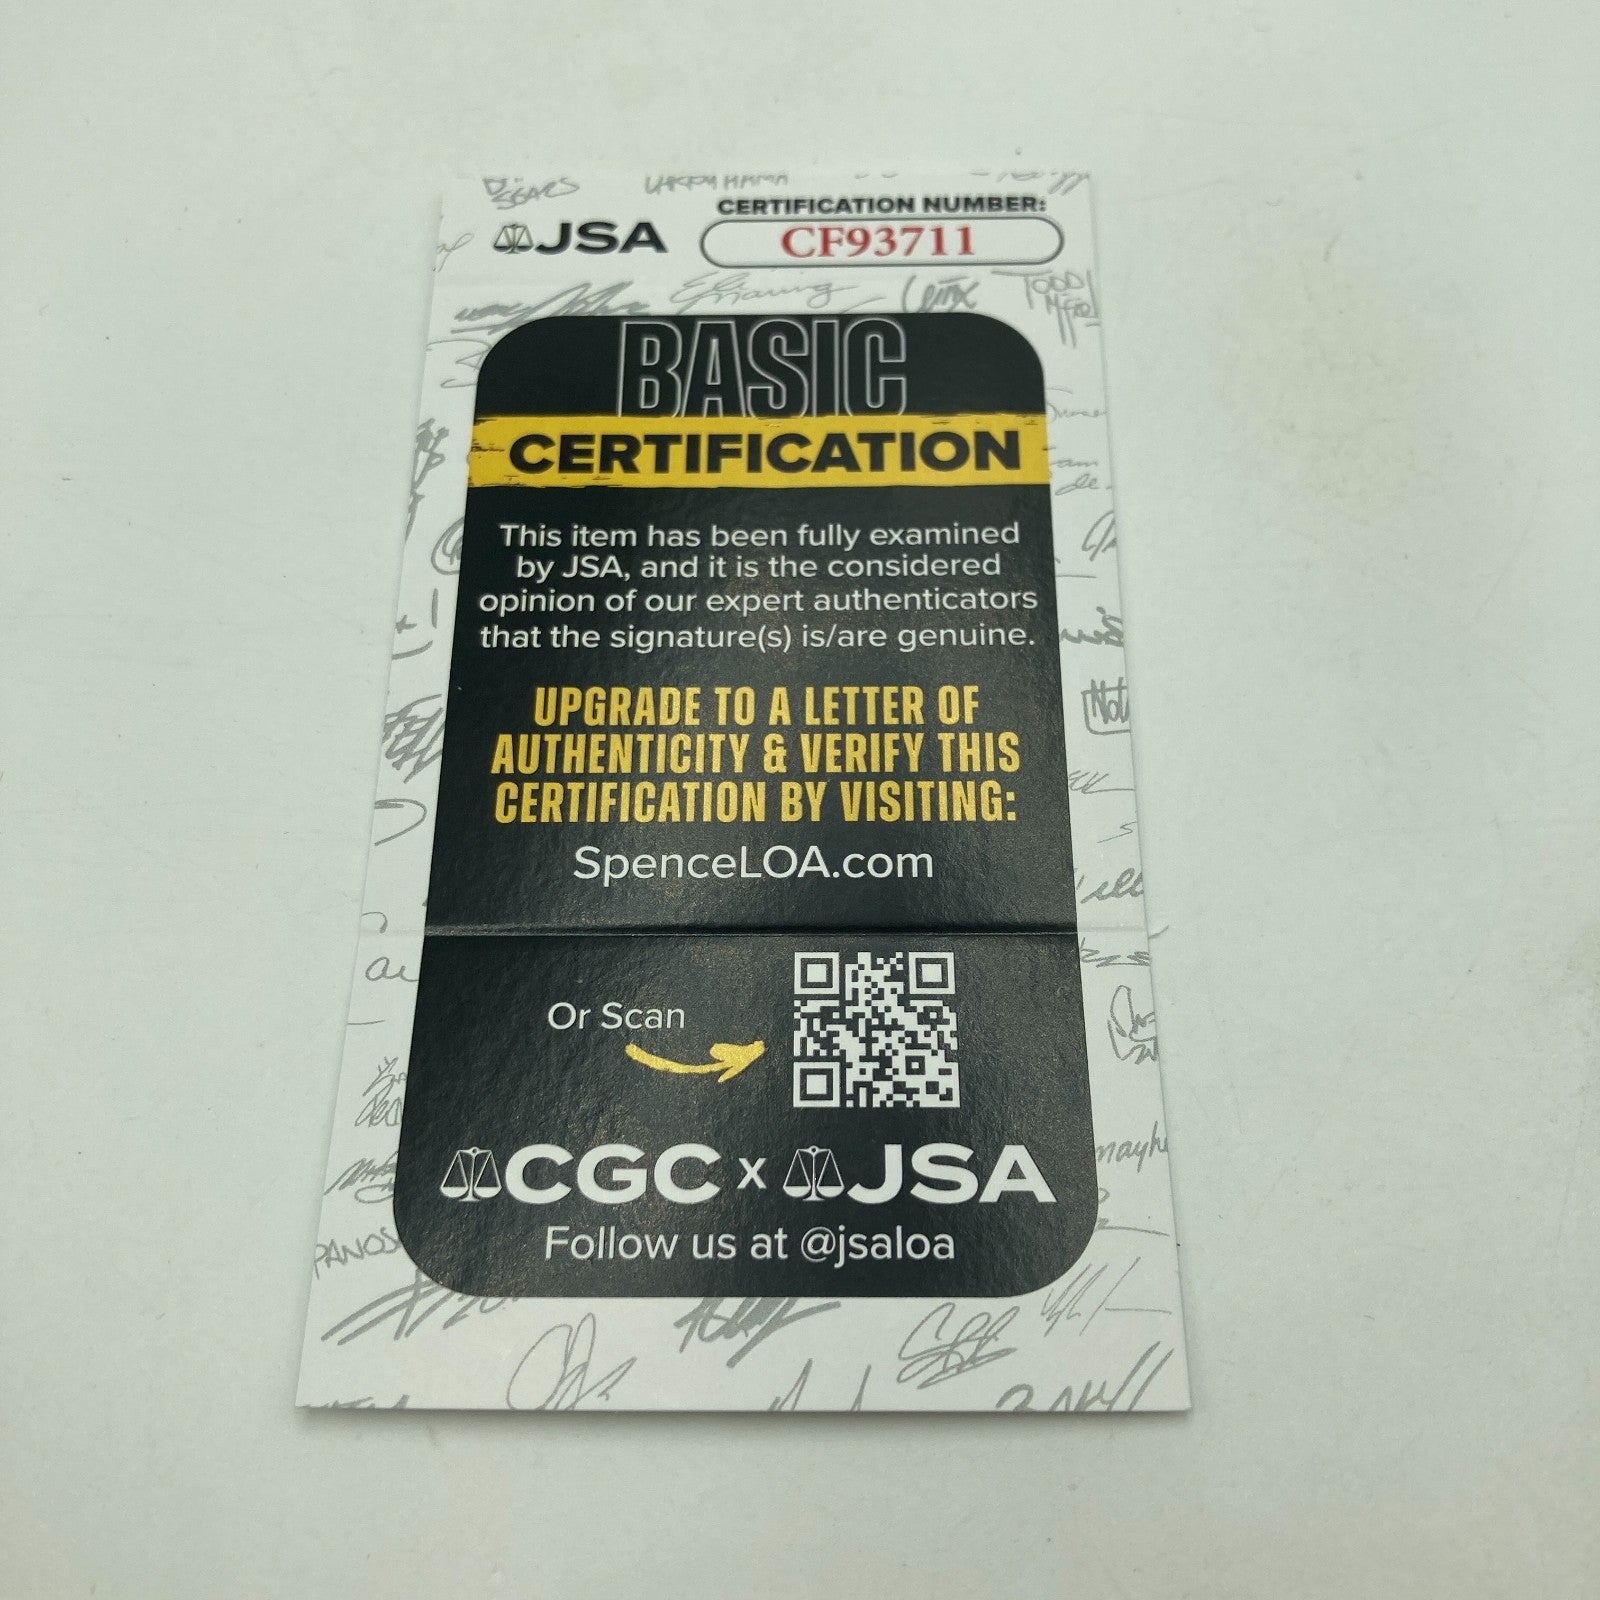 CERTIFICATION NUMBER:
JSA
CF93711
BASIC
CERTIFICATION
This item has been fully examined
by JSA, and it is the considered
opinion of our expert authenticators
that the signature(s) is/are genuine.
UPGRADE TO A LETTER OF
AUTHENTICITY & VERIFY THIS
CERTIFICATION BY VISITING:
SpenceLOA.com
Or Scan
CGC x JSA
Follow us at @jsaloa
PANOS